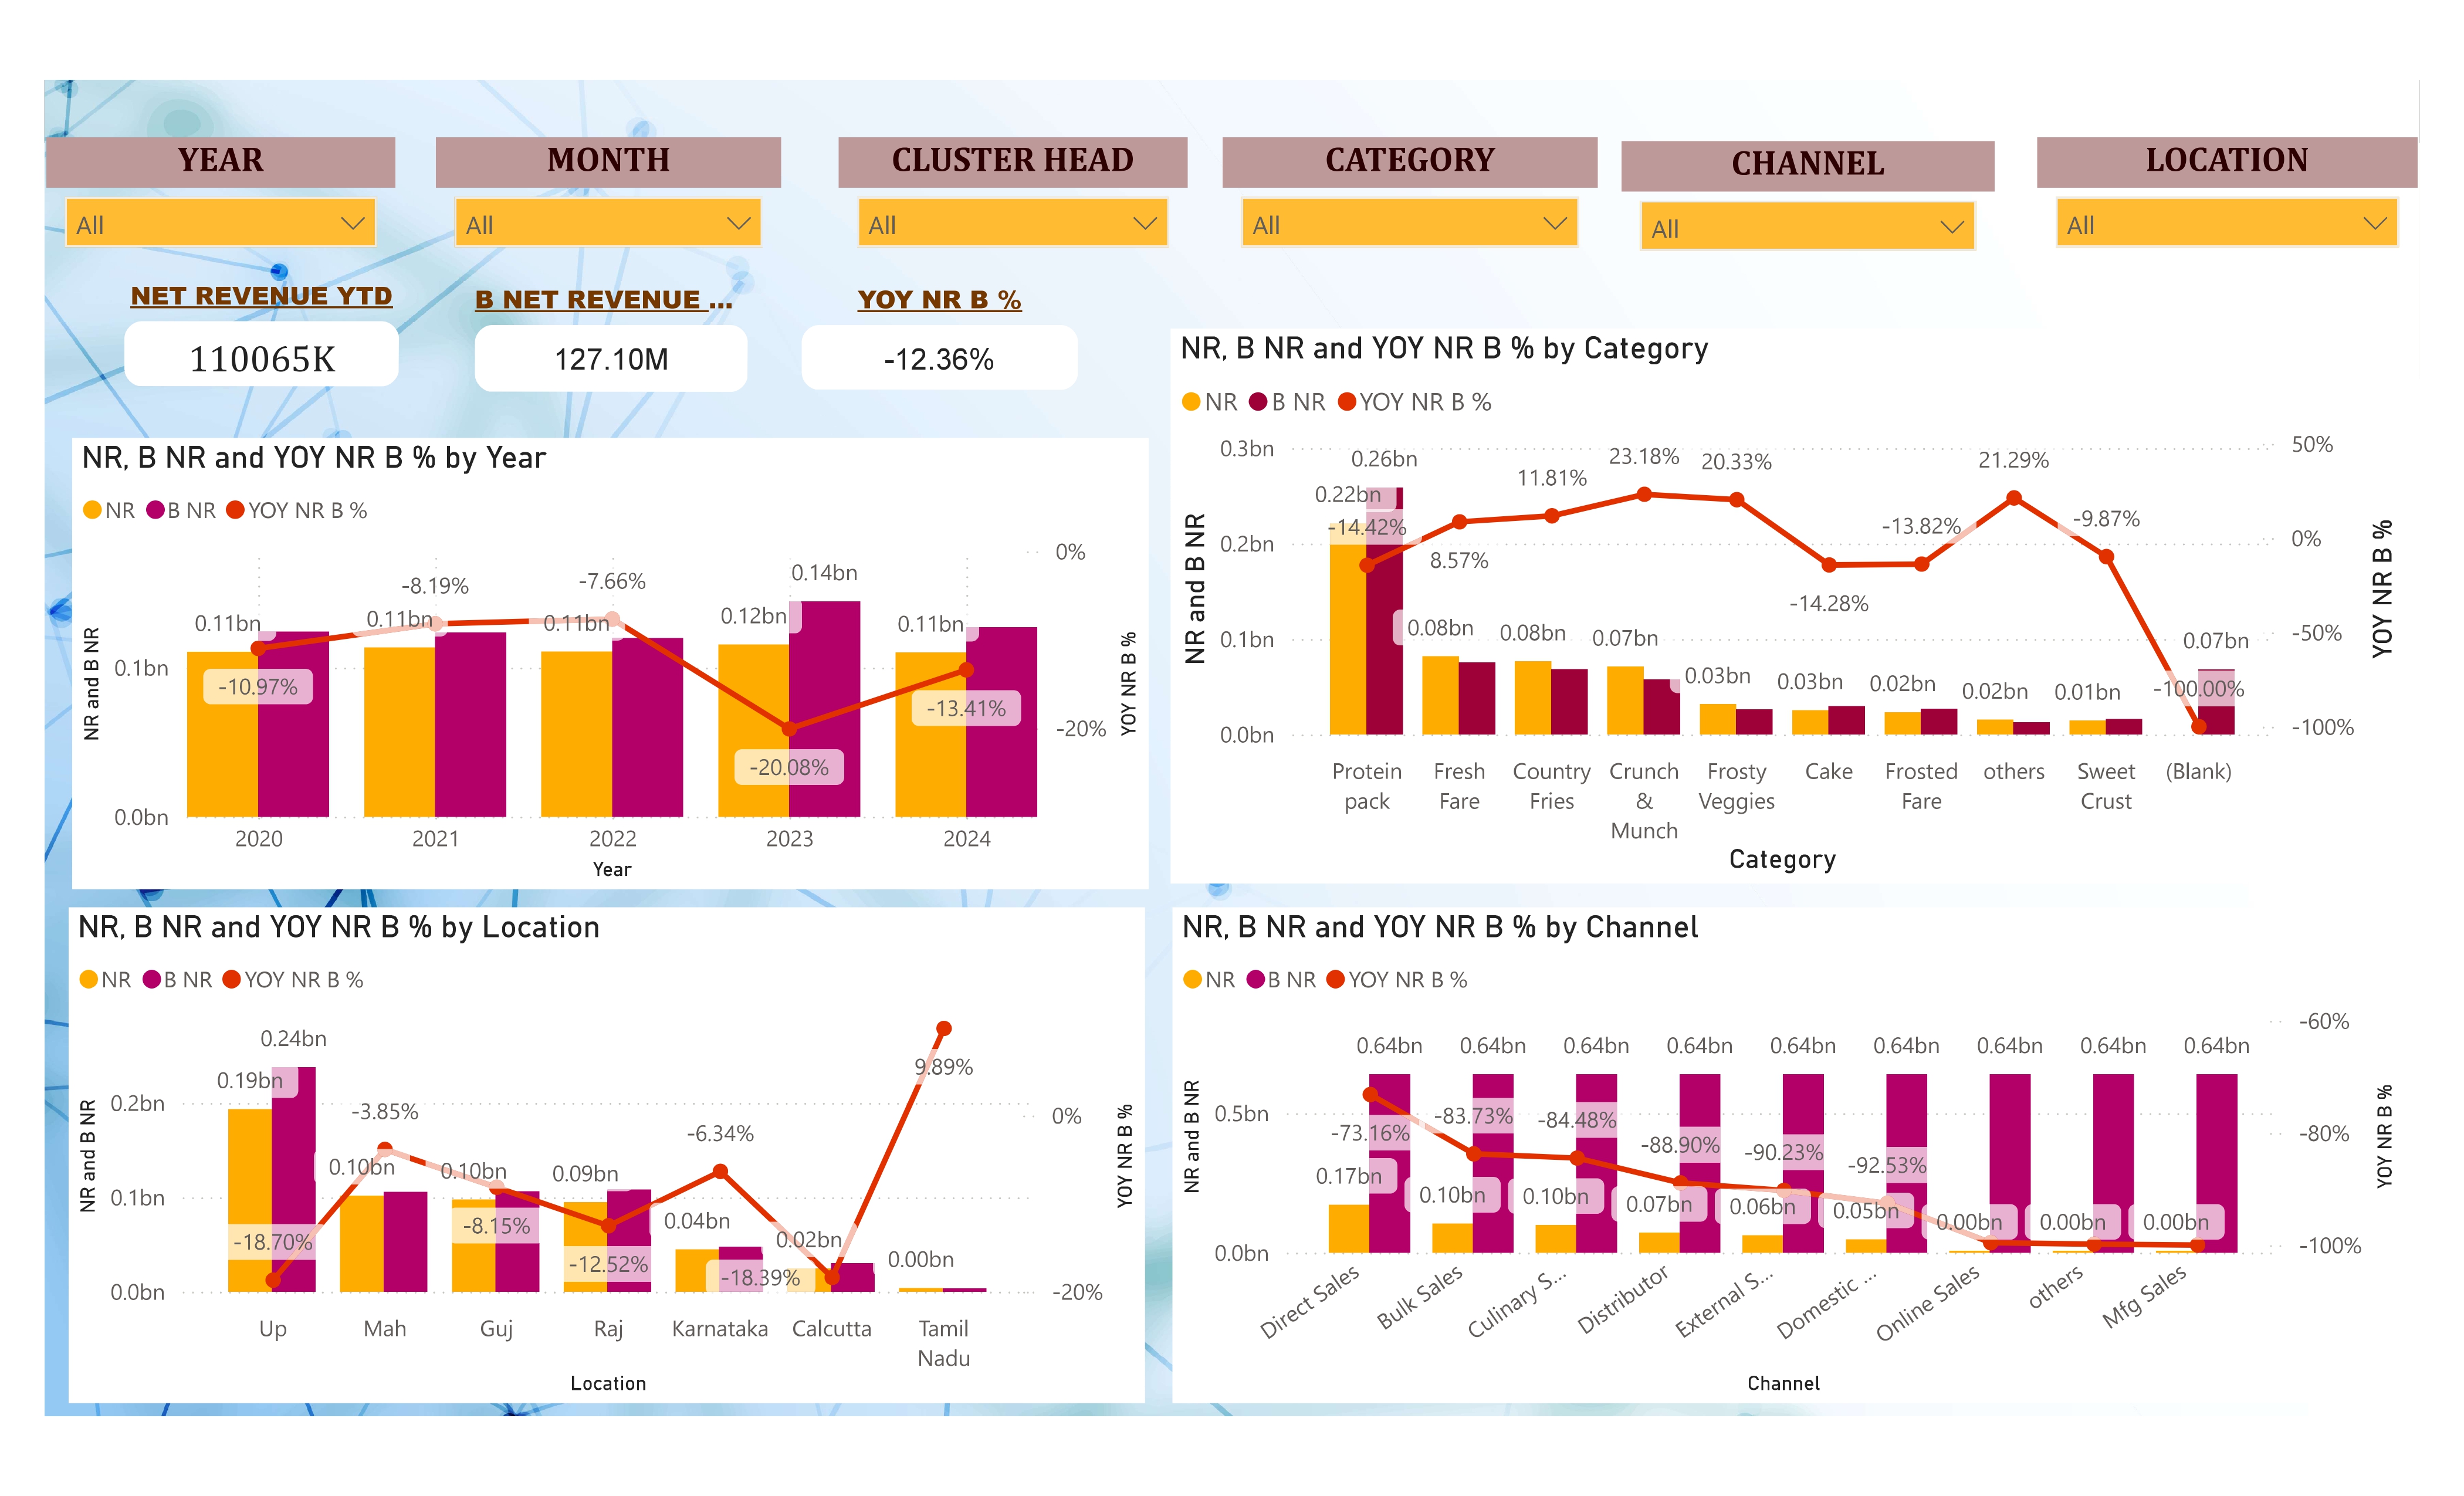 YEAR
MONTH
CLUSTER HEAD
CATEGORY
CHANNEL
LOCATION
All
All
All
All
All
All
NET REVENUE YTD
B NET REVENUE ...
YOY NR B %
110065K
127.10M
-12.36%
NR, B NR and YOY NR B % by Year
NR B NR YOY NR B %
NR and B NR
0.1bn
0.0bn
0.11bn
0.11bn
0.11bn
0.12bn
0.14bn
0.11bn
-10.97%
-8.19%
-7.66%
-20.08%
-13.41%
0%
-20%
YOY NR B %
2020 2021 2022 2023 2024
Year
NR, B NR and YOY NR B % by Category
NR B NR YOY NR B %
NR and B NR
0.3bn
0.2bn
0.1bn
0.0bn
0.26bn
0.22bn
-14.42%
0.08bn
8.57%
0.08bn
11.81%
0.07bn
23.18%
0.03bn
20.33%
0.03bn
-14.28%
0.02bn
-13.82%
0.02bn
21.29%
0.01bn
-9.87%
0.07bn
-100.00%
50%
0%
-50%
-100%
YOY NR B %
Protein pack
Fresh Fare
Country Fries
Crunch & Munch
Frosty Veggies
Cake
Frosted Fare
others
Sweet Crust
(Blank)
Category
NR, B NR and YOY NR B % by Location
NR B NR YOY NR B %
NR and B NR
0.2bn
0.1bn
0.0bn
0.24bn
0.19bn
-18.70%
-3.85%
0.10bn
0.10bn
-8.15%
0.09bn
-12.52%
-6.34%
0.04bn
-18.39%
0.02bn
0.00bn
9.89%
0%
-20%
YOY NR B %
Up
Mah
Guj
Raj
Karnataka
Calcutta
Tamil Nadu
Location
NR, B NR and YOY NR B % by Channel
NR B NR YOY NR B %
NR and B NR
0.5bn
0.0bn
0.64bn 0.64bn 0.64bn 0.64bn 0.64bn 0.64bn 0.64bn 0.64bn 0.64bn
-73.16%
-83.73%
-84.48%
-88.90%
-90.23%
-92.53%
0.17bn
0.10bn
0.10bn
0.07bn
0.06bn
0.05bn
0.00bn
0.00bn
0.00bn
-60%
-80%
-100%
YOY NR B %
Direct Sales
Bulk Sales
Culinary S...
Distributor
External S...
Domestic ...
Online Sales
others
Mfg Sales
Channel